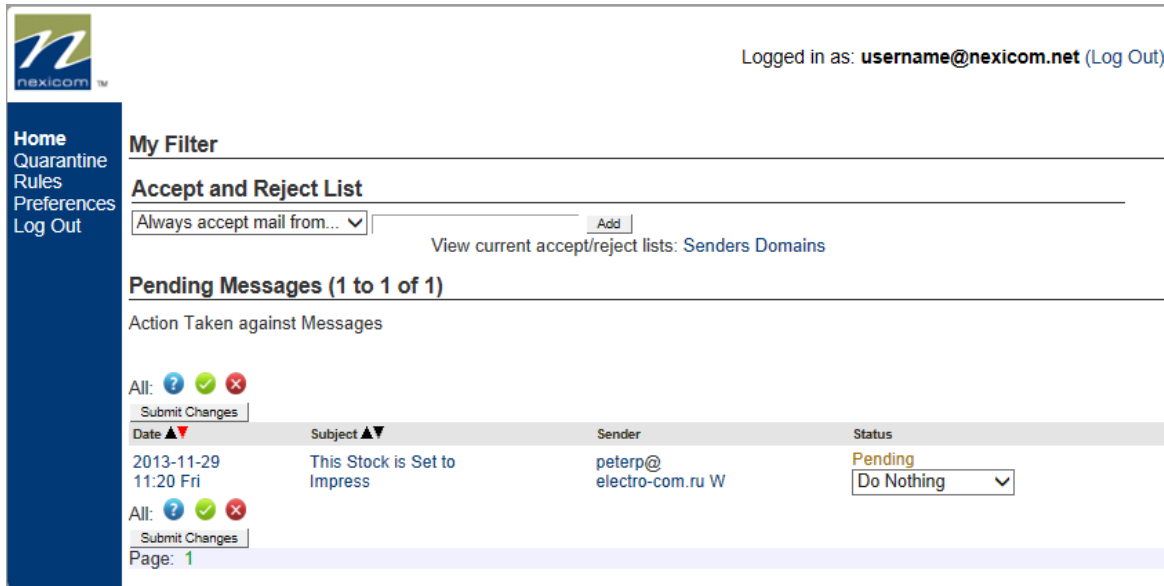 nexicom TM
Logged in as: username@nexicom.net (Log Out)
Home
Quarantine
Rules
Preferences
Log Out
My Filter
Accept and Reject List
Always accept mail from... Add
View current accept/reject lists: Senders Domains
Pending Messages (1 to 1 of 1)
Action Taken against Messages
All: ?
Submit Changes
Date Subject Sender Status
2013-11-29 This Stock is Set to peterp@ Pending
11:20 Fri Impress electro-com.ru W Do Nothing
All: ?
Submit Changes
Page: 1